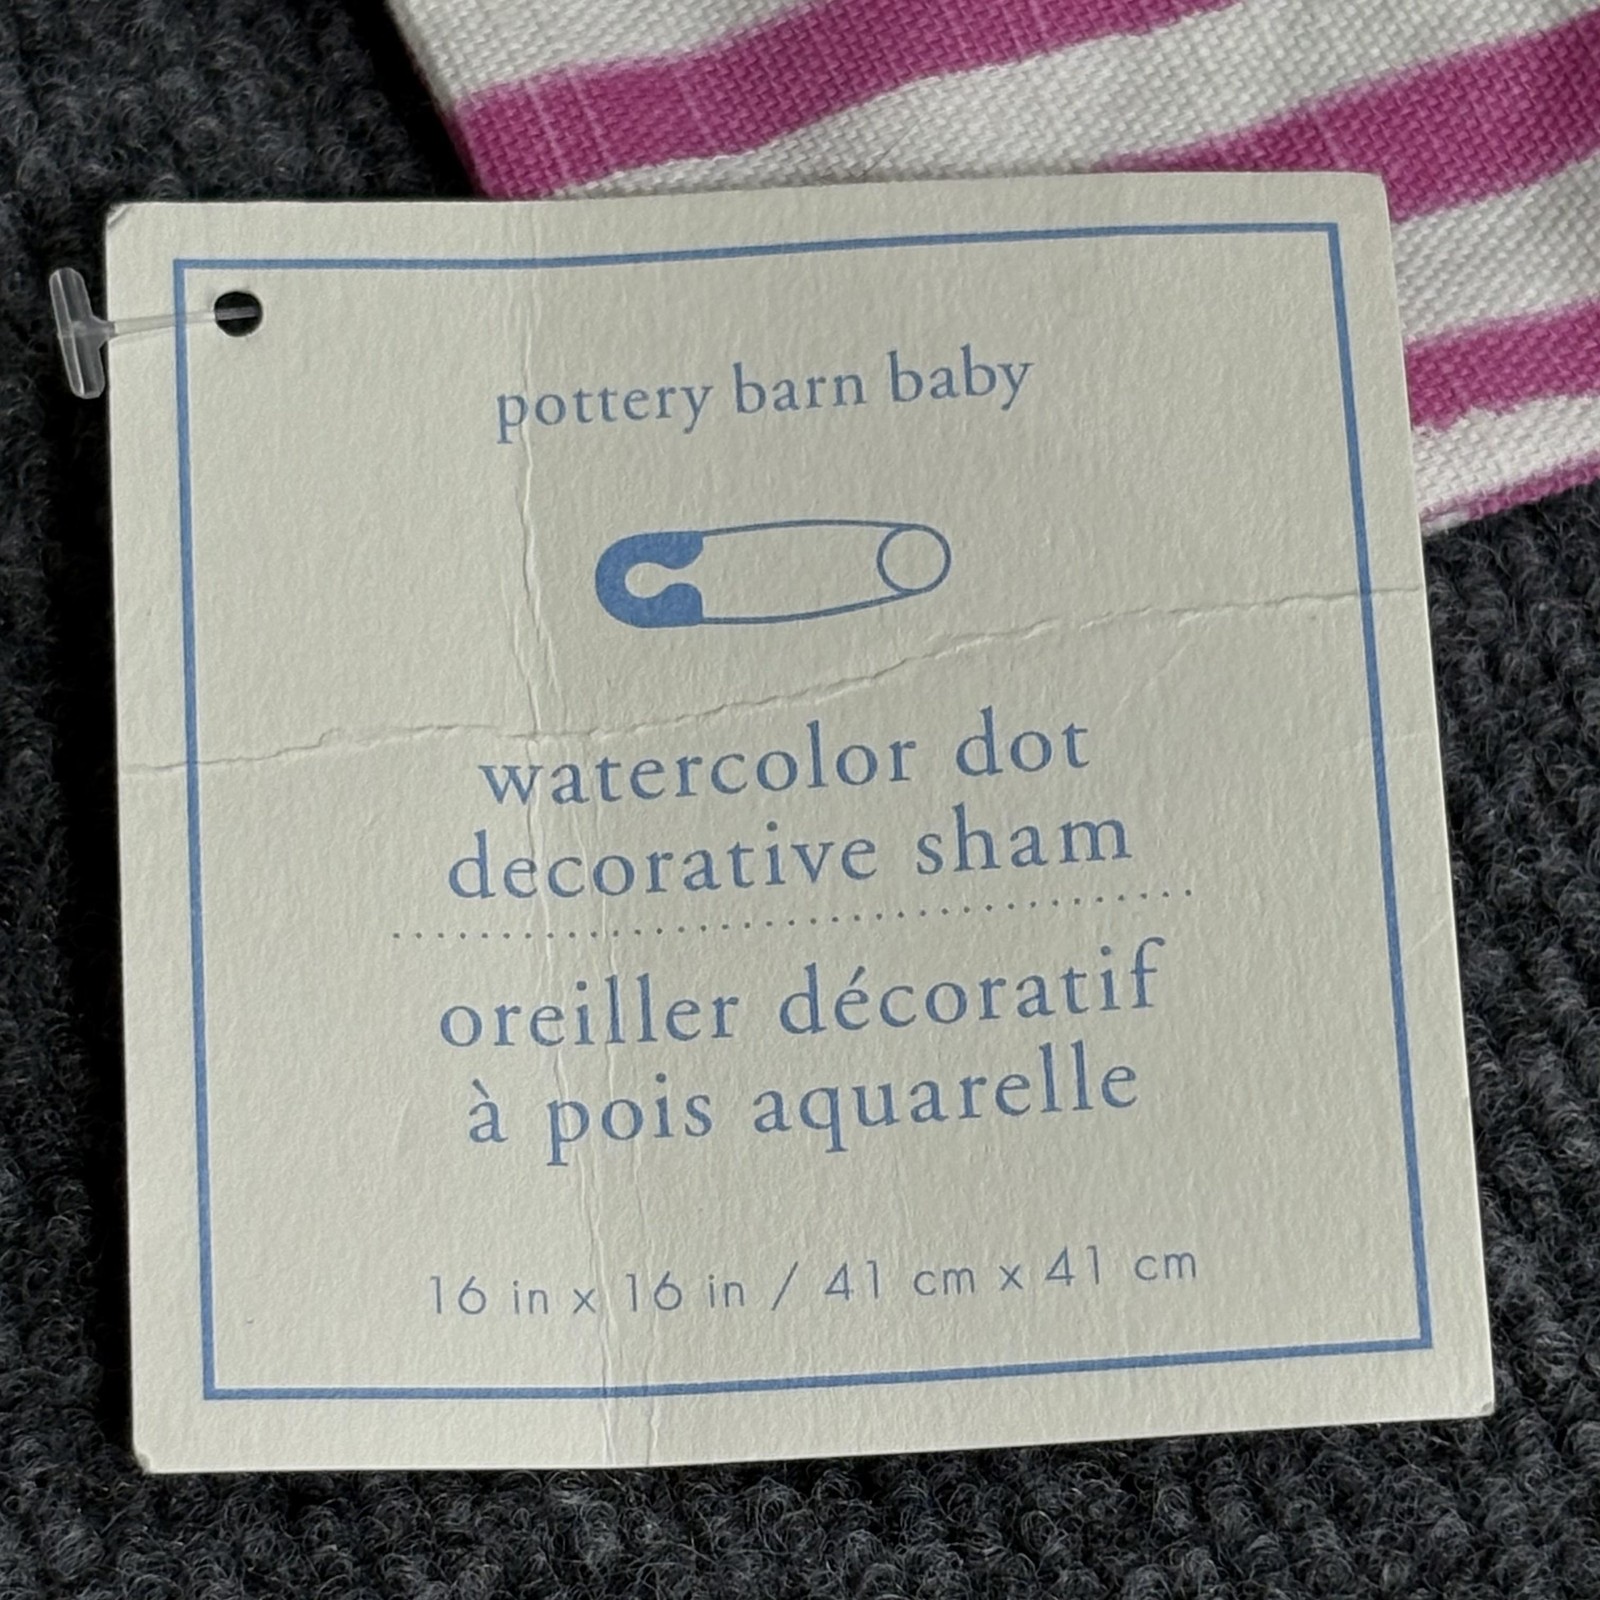 pottery barn baby
watercolor dot
decorative sham
oreiller décoratif
à pois aquarelle
16 in x 16 in / 41 cm x 41 cm